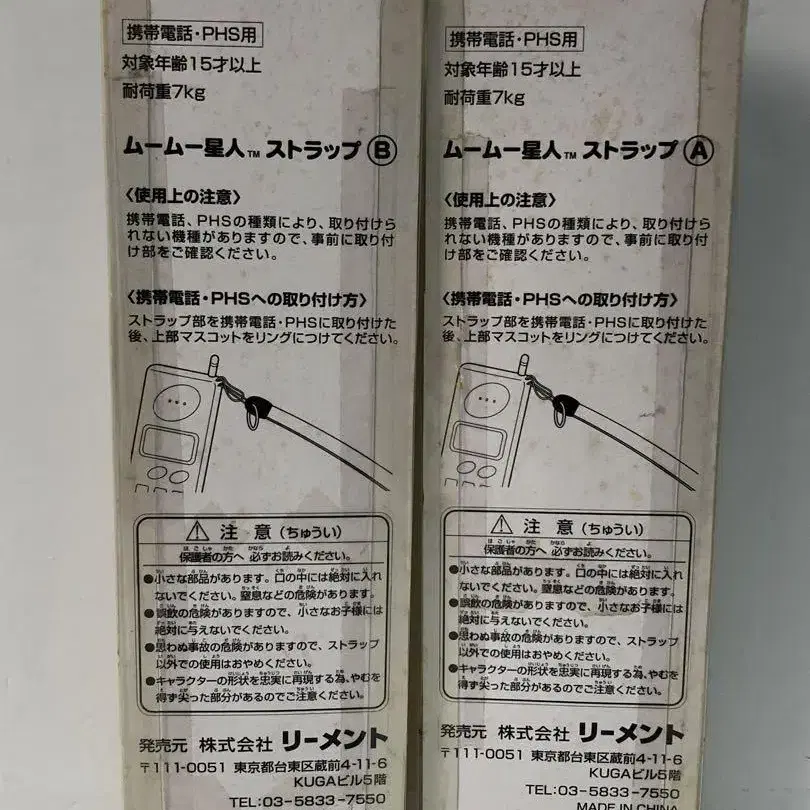 携帯電話・PHS用
対象年齢15才以上
耐荷重7kg
ムームー星人™ ストラップ Ⓑ
〈使用上の注意〉
携帯電話、PHSの種類により、取り付けら
れない機種がありますので、事前に取り付
け部をご確認ください。
〈携帯電話・PHSへの取り付け方〉
ストラップ部を携帯電話・PHSに取り付けた
後、上部マスコットをリングにつけてください。
⚠ 注意（ちゅうい）
保護者の方へ 必ずお読みください。
●小さな部品があります。口の中には絶対に入れ
ないでください。窒息などの危険があります。
●誤飲の危険がありますので、小さなお子様には
絶対に与えないでください。
●思わぬ事故の危険がありますので、ストラップ
以外での使用はおやめください。
●キャラクターの形状を忠実に再現する為、やむを
得ず尖った部分があるのでご注意ください。
発売元 株式会社 リーメント
〒111-0051 東京都台東区蔵前4-11-6
KUGAビル5階
TEL:03-5833-7550
携帯電話・PHS用
対象年齢15才以上
耐荷重7kg
ムームー星人™ ストラップ Ⓐ
〈使用上の注意〉
携帯電話、PHSの種類により、取り付けら
れない機種がありますので、事前に取り付
け部をご確認ください。
〈携帯電話・PHSへの取り付け方〉
ストラップ部を携帯電話・PHSに取り付けた
後、上部マスコットをリングにつけてください。
⚠ 注意（ちゅうい）
保護者の方へ 必ずお読みください。
●小さな部品があります。口の中には絶対に入れ
ないでください。窒息などの危険があります。
●誤飲の危険がありますので、小さなお子様には
絶対に与えないでください。
●思わぬ事故の危険がありますので、ストラップ
以外での使用はおやめください。
●キャラクターの形状を忠実に再現する為、やむを
得ず尖った部分があるのでご注意ください。
発売元 株式会社 リーメント
〒111-0051 東京都台東区蔵前4-11-6
KUGAビル5階
TEL:03-5833-7550
MADE IN CHINA